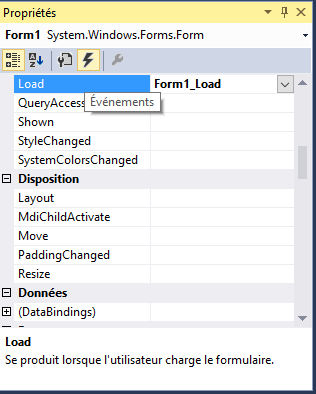 Propriétés
Form1 System.Windows.Forms.Form
Load Form1_Load
QueryAccess
Événements
Shown
StyleChanged
SystemColorsChanged
Disposition
Layout
MdiChildActivate
Move
PaddingChanged
Resize
Données
(DataBindings)
Load
Se produit lorsque l'utilisateur charge le formulaire.